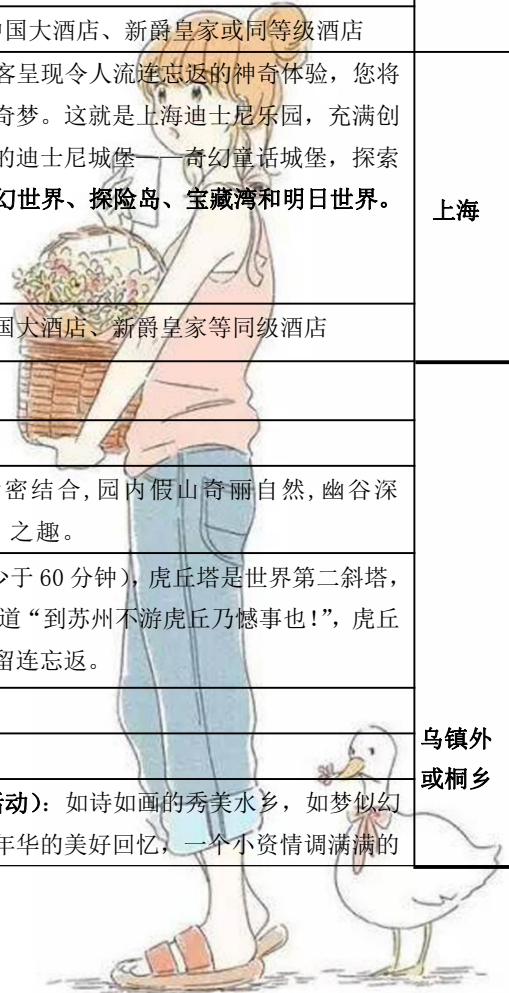 中国大酒店、新爵皇家或同等级酒店
客呈现令人流连忘返的神奇体验，您将
奇梦。这就是上海迪士尼乐园，充满创
的迪士尼城堡——奇幻童话城堡，探索
幻世界、探险岛、宝藏湾和明日世界。
上海
国大酒店、新爵皇家等同级酒店
密结合,园内假山奇丽自然,幽谷深
之趣。
少于 60 分钟），虎丘塔是世界第二斜塔，
道“到苏州不游虎丘乃憾事也！”，虎丘
留连忘返。
乌镇外
或桐乡
活动）：如诗如画的秀美水乡，如梦似幻
年华的美好回忆，一个小资情调满满的